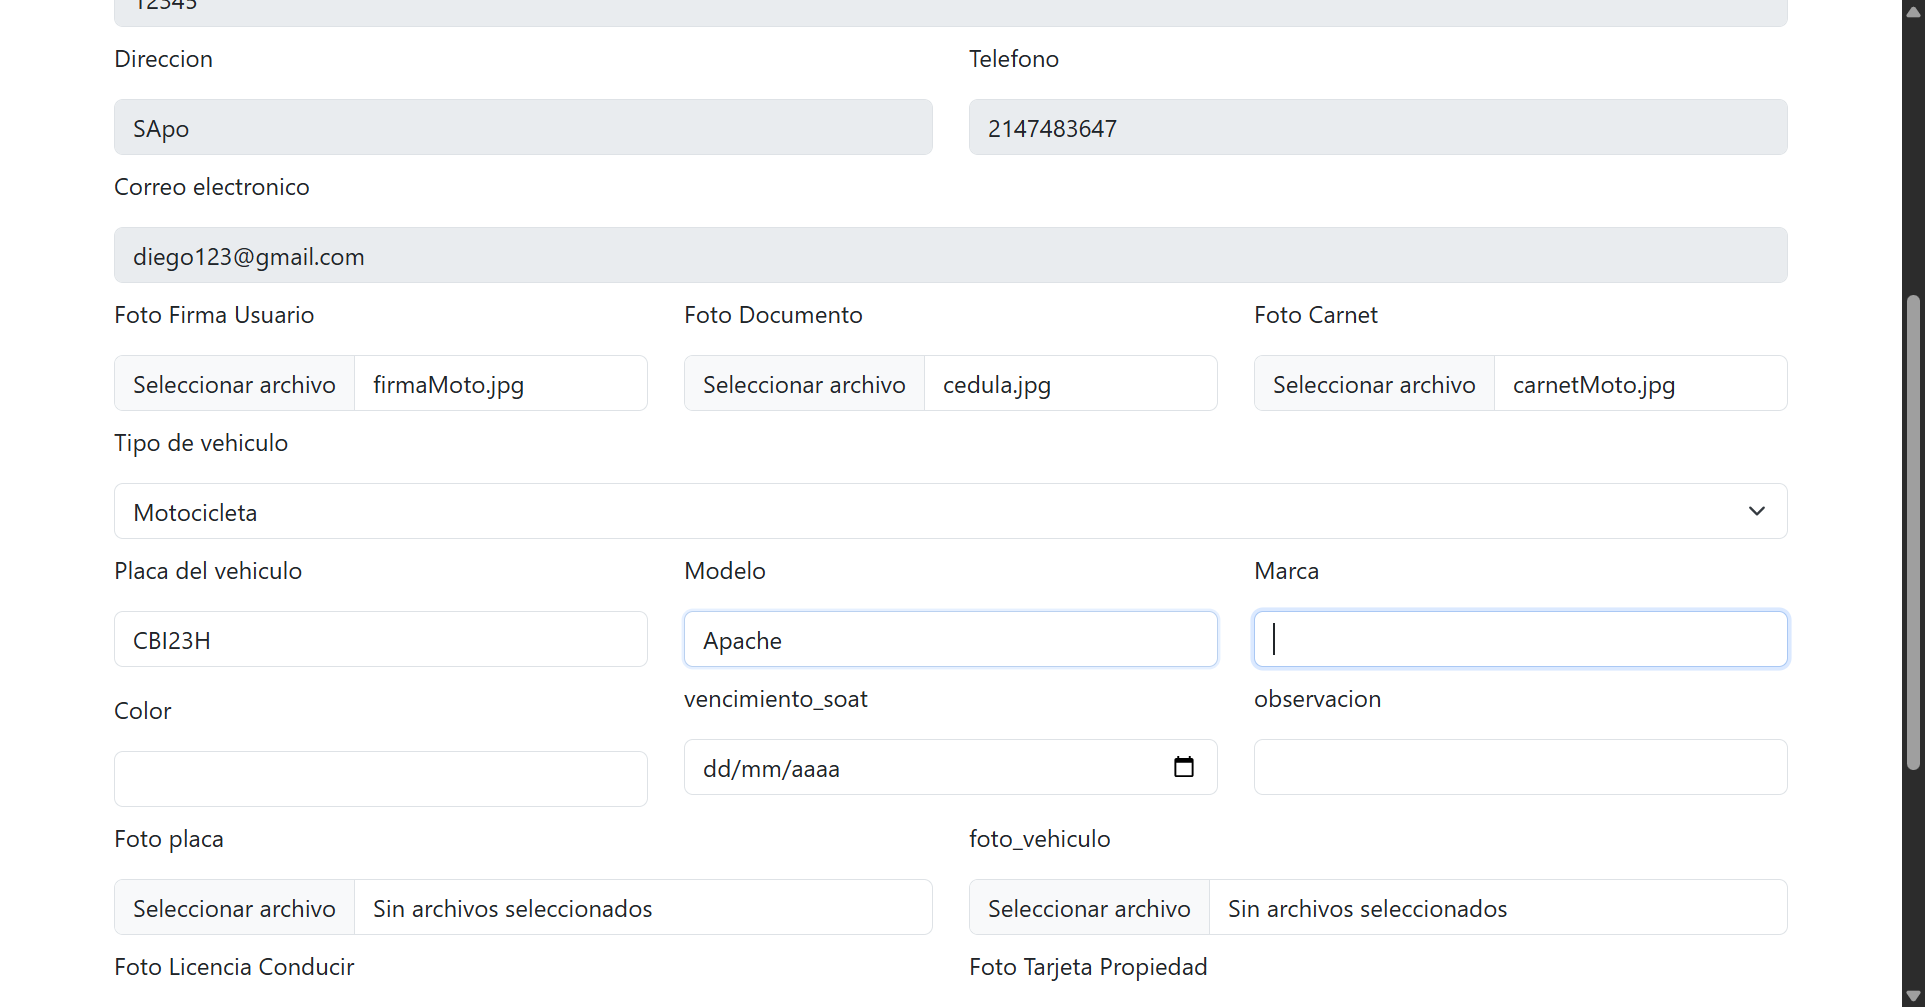 12345
Direccion
Telefono
SApo
2147483647
Correo electronico
diego123@gmail.com
Foto Firma Usuario
Foto Documento
Foto Carnet
Seleccionar archivo firmaMoto.jpg
Seleccionar archivo cedula.jpg
Seleccionar archivo carnetMoto.jpg
Tipo de vehiculo
Motocicleta
Placa del vehiculo
Modelo
Marca
CBI23H
Apache
Color
vencimiento_soat
observacion
dd/mm/aaaa
Foto placa
foto_vehiculo
Seleccionar archivo Sin archivos seleccionados
Seleccionar archivo Sin archivos seleccionados
Foto Licencia Conducir
Foto Tarjeta Propiedad